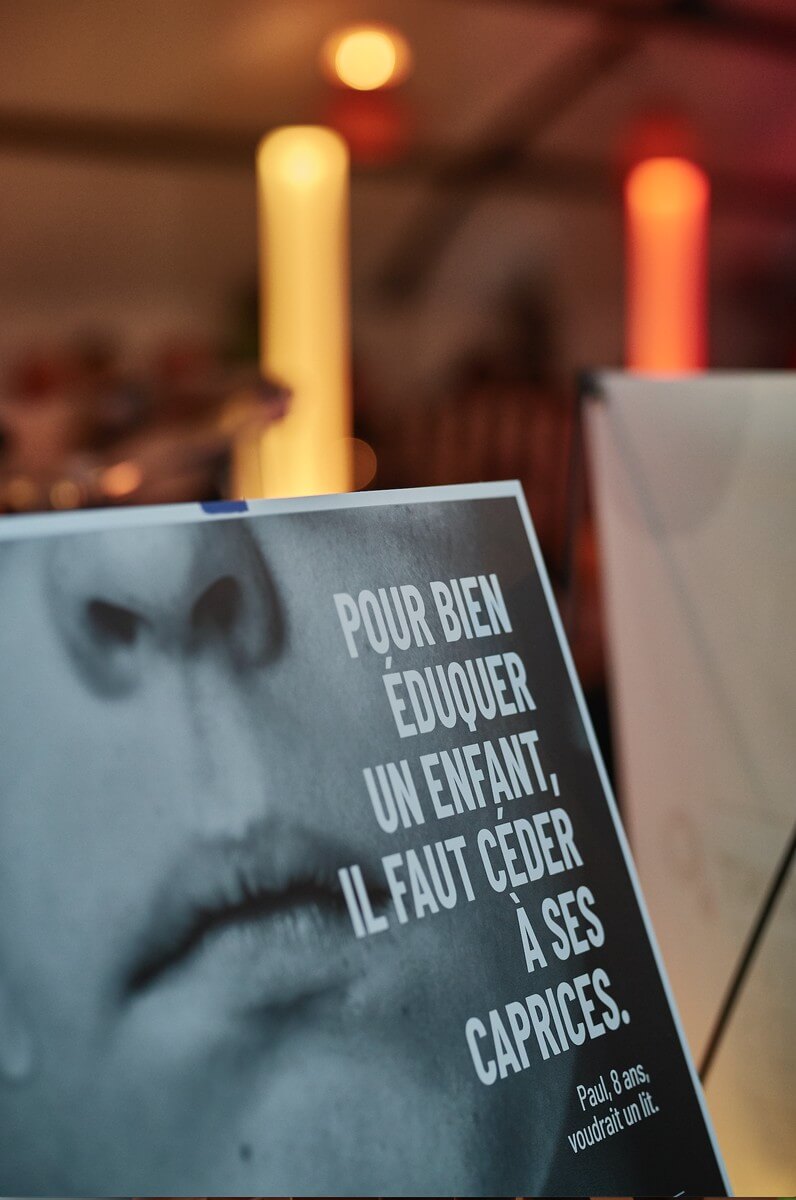 POUR BIEN
ÉDUQUER
UN ENFANT,
IL FAUT CÉDER
À SES
CAPRICES.
Paul, 8 ans,
voudrait un lit.